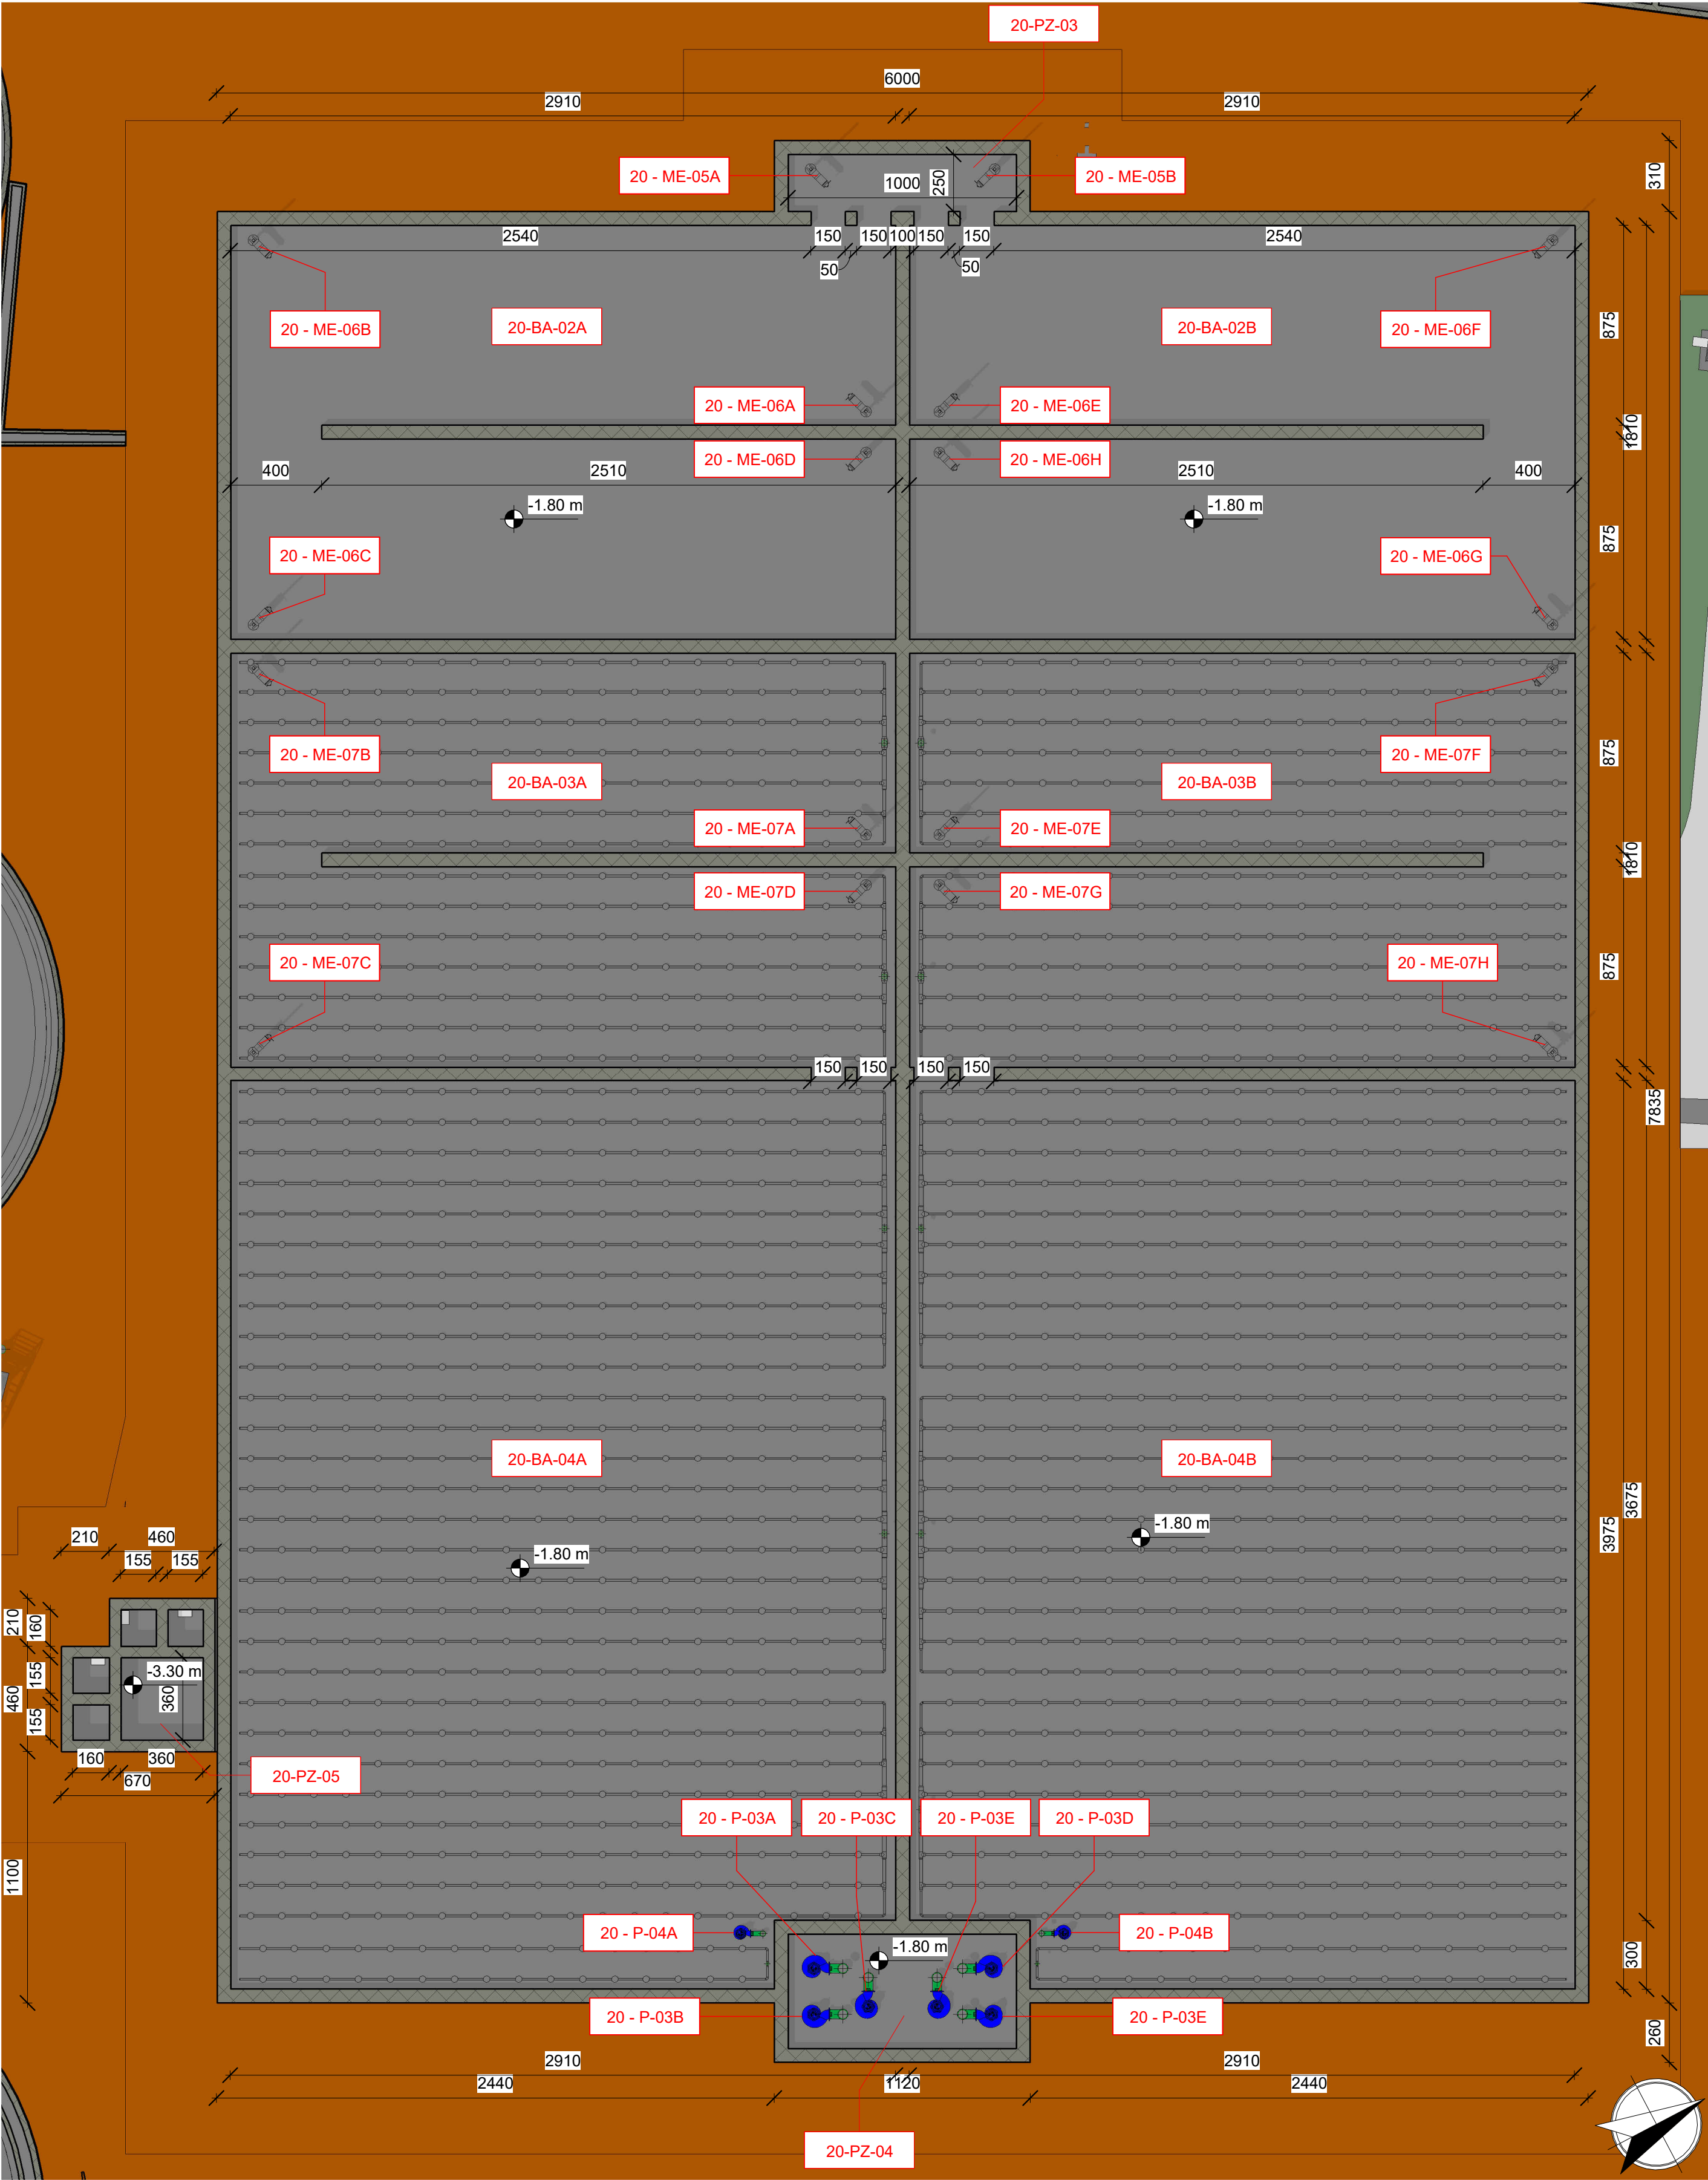 20-PZ-03
6000
2910
2910
20 - ME-05A
1000
250
20 - ME-05B
310
2540
150
150
100
150
150
2540
50
50
20 - ME-06B
20-BA-02A
20-BA-02B
20 - ME-06F
875
20 - ME-06A
20 - ME-06E
1810
20 - ME-06D
20 - ME-06H
400
2510
2510
400
-1.80 m
-1.80 m
20 - ME-06C
20 - ME-06G
875
20 - ME-07B
20-BA-03A
20-BA-03B
20 - ME-07F
875
20 - ME-07A
20 - ME-07E
1810
20 - ME-07D
20 - ME-07G
20 - ME-07C
20 - ME-07H
875
150
150
150
150
7835
20-BA-04A
20-BA-04B
3675
3975
-1.80 m
-1.80 m
210
460
155
155
210
160
-3.30 m
155
460
360
155
160
360
670
20-PZ-05
20 - P-03A
20 - P-03C
20 - P-03E
20 - P-03D
1100
20 - P-04A
20 - P-04B
-1.80 m
300
20 - P-03B
20 - P-03E
260
2910
2910
2440
1120
2440
20-PZ-04